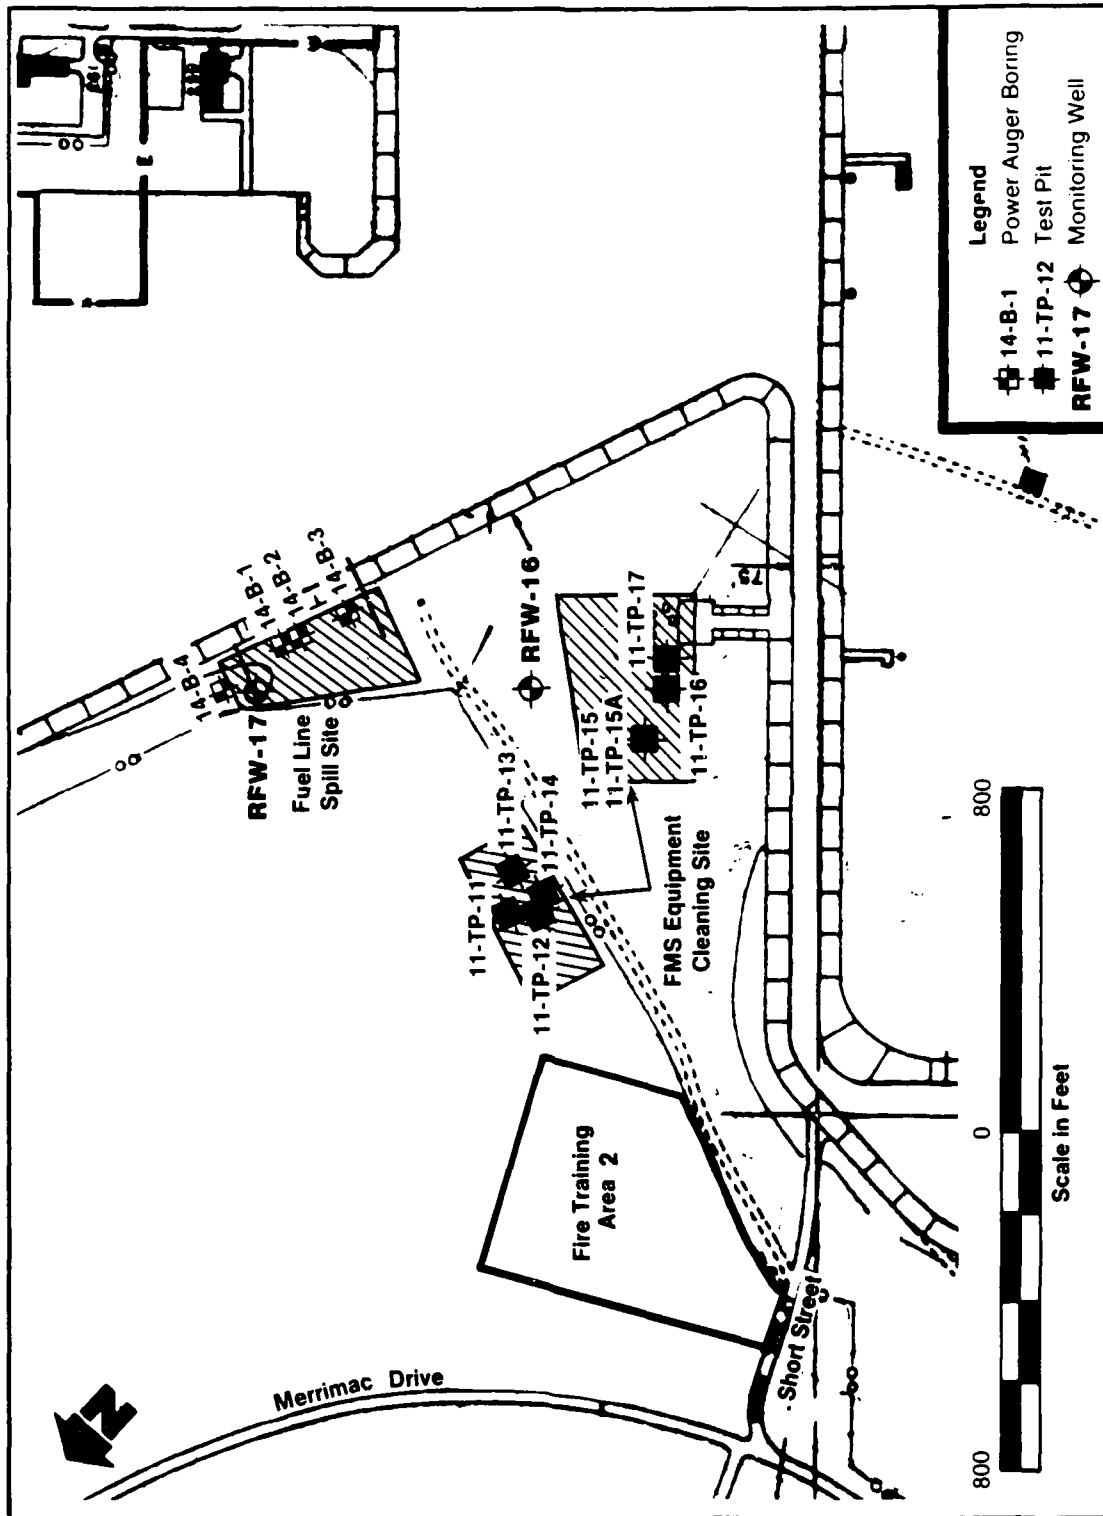 Legend
14-B-1 Power Auger Boring
11-TP-12 Test Pit
RFW-17 Monitoring Well
14-B-4
14-B-1
14-B-2
14-B-3
RFW-17
Fuel Line
Spill Site
RFW-16
11-TP-11
11-TP-12
11-TP-13
11-TP-14
11-TP-15
11-TP-15A
11-TP-16
11-TP-17
FMS Equipment
Cleaning Site
Fire Training
Area 2
Merrimac Drive
Short Street
N
800
0
800
Scale in Feet